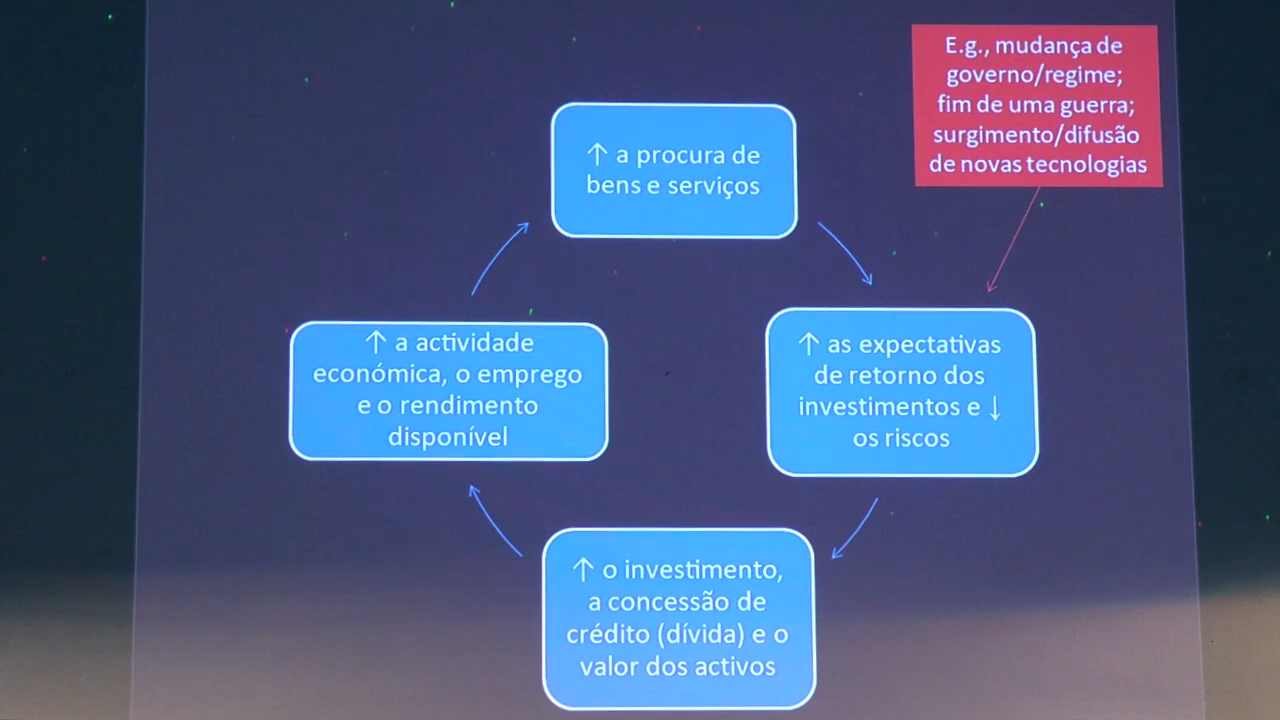 E.g., mudança de
governo/regime;
fim de uma guerra;
surgimento/difusão
de novas tecnologias
↑ a procura de
bens e serviços
↑ a actividade
económica, o emprego
e o rendimento
disponível
↑ as expectativas
de retorno dos
investimentos e ↓
os riscos
↑ o investimento,
a concessão de
crédito (dívida) e o
valor dos activos